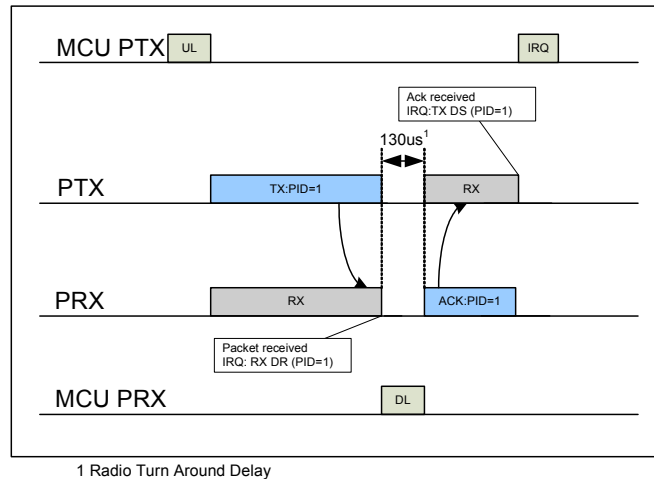 MCU PTX
UL
IRQ
Ack received
IRQ:TX DS (PID=1)
130us1
PTX
TX:PID=1
RX
PRX
RX
ACK:PID=1
Packet received
IRQ: RX DR (PID=1)
MCU PRX
DL
1 Radio Turn Around Delay